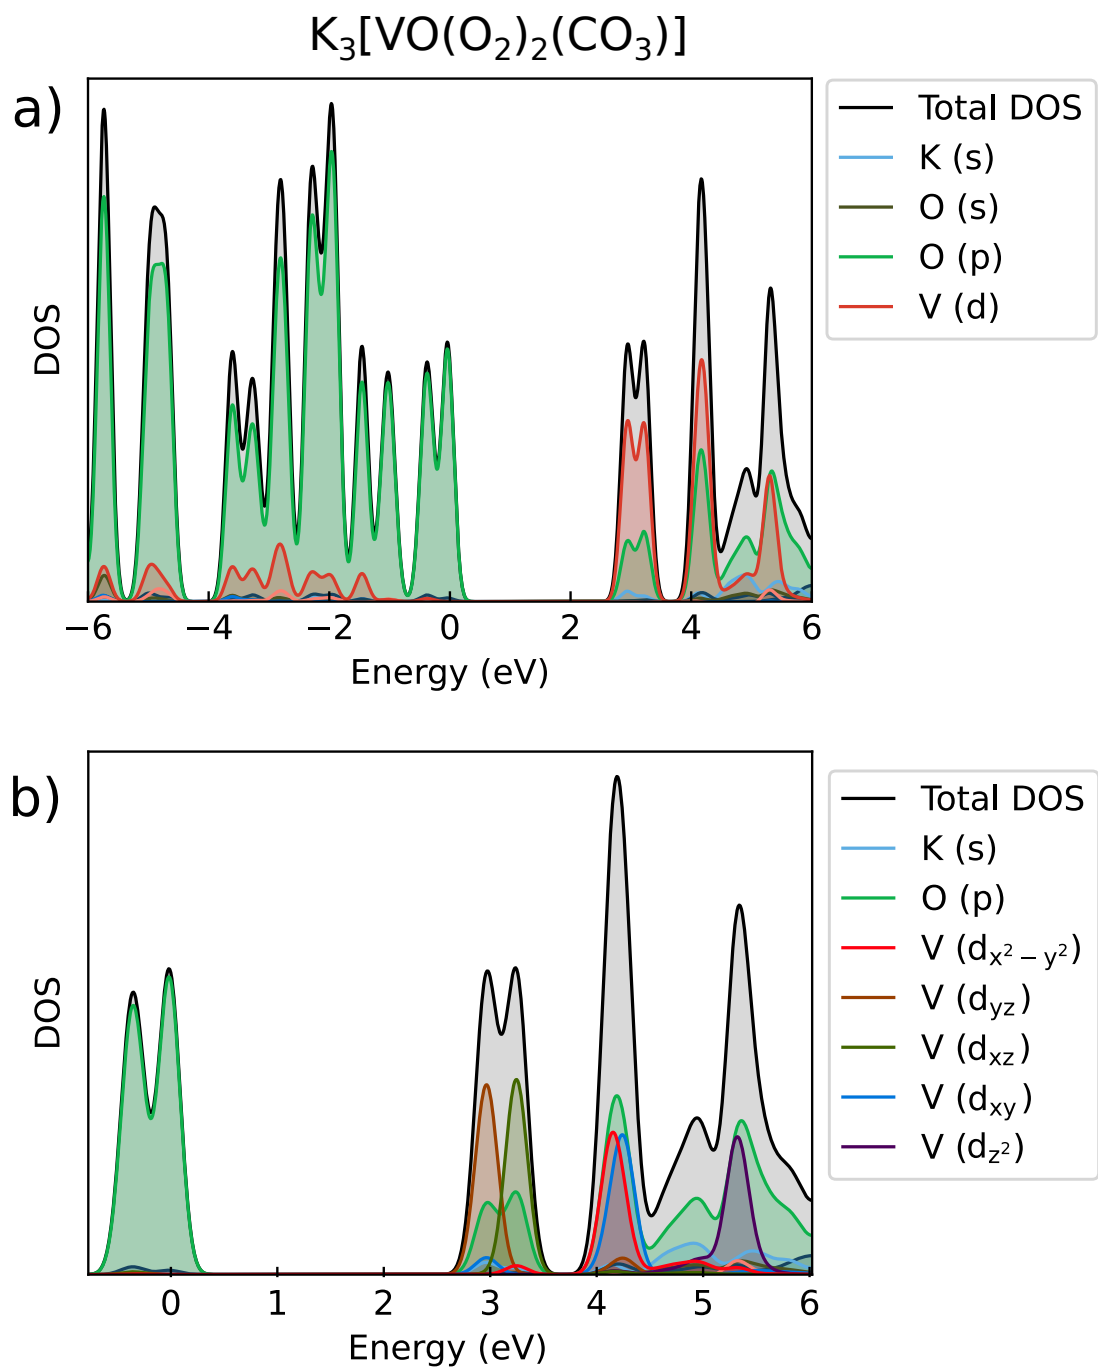 K₃[VO(O₂)₂(CO₃)]
a)
DOS
Total DOS
K (s)
O (s)
O (p)
V (d)
−6 −4 −2 0 2 4 6
Energy (eV)
b)
DOS
Total DOS
K (s)
O (p)
V (dx² − y²)
V (dyz)
V (dxz)
V (dxy)
V (dz²)
0 1 2 3 4 5 6
Energy (eV)